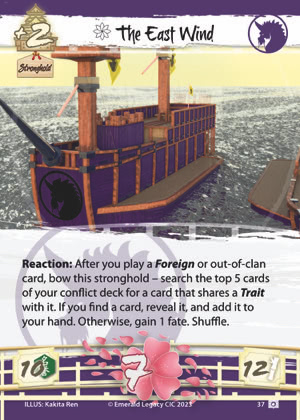 +2
The East Wind
Stronghold
Reaction: After you play a Foreign or out-of-clan
card, bow this stronghold – search the top 5 cards
of your conflict deck for a card that shares a Trait
with it. If you find a card, reveal it, and add it to
your hand. Otherwise, gain 1 fate. Shuffle.
10
7
12
ILLUS: Kakita Ren
© Emerald Legacy CIC 2023
37